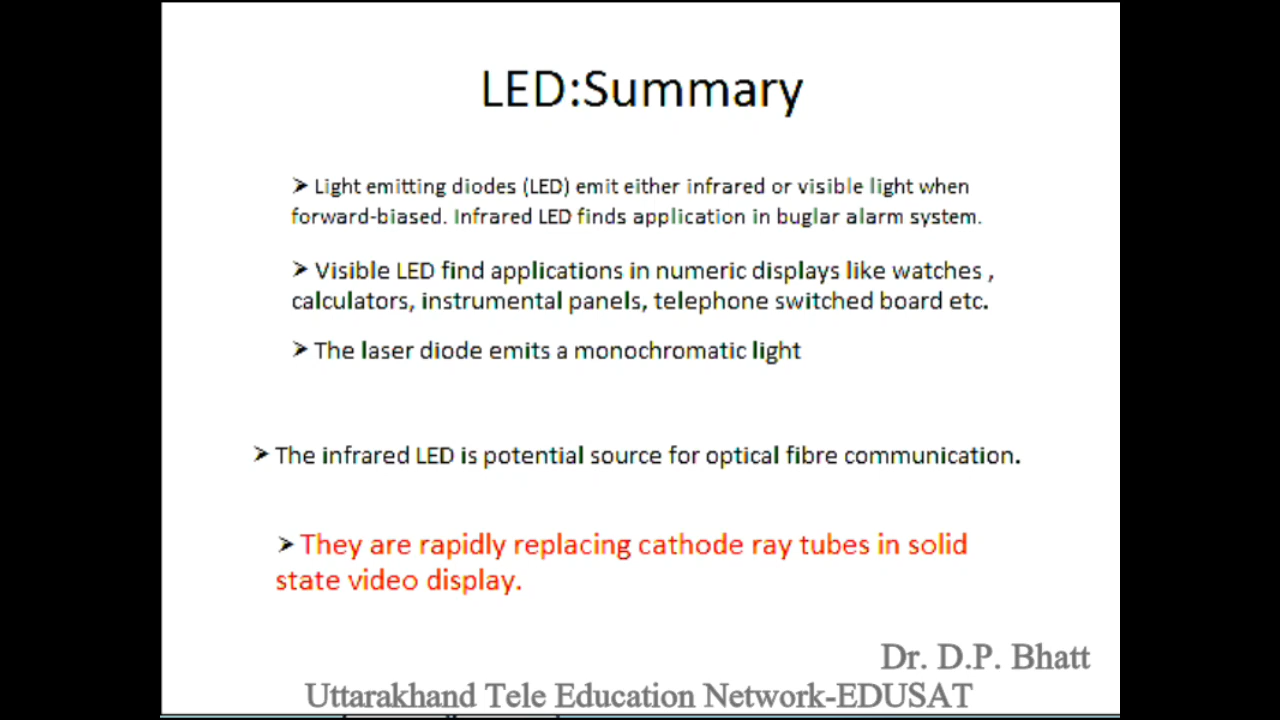 LED:Summary
➢ Light emitting diodes (LED) emit either infrared or visible light when
forward-biased. Infrared LED finds application in buglar alarm system.
➢ Visible LED find applications in numeric displays like watches ,
calculators, instrumental panels, telephone switched board etc.
➢ The laser diode emits a monochromatic light
➢ The infrared LED is potential source for optical fibre communication.
➢ They are rapidly replacing cathode ray tubes in solid
state video display.
Dr. D.P. Bhatt
Uttarakhand Tele Education Network-EDUSAT